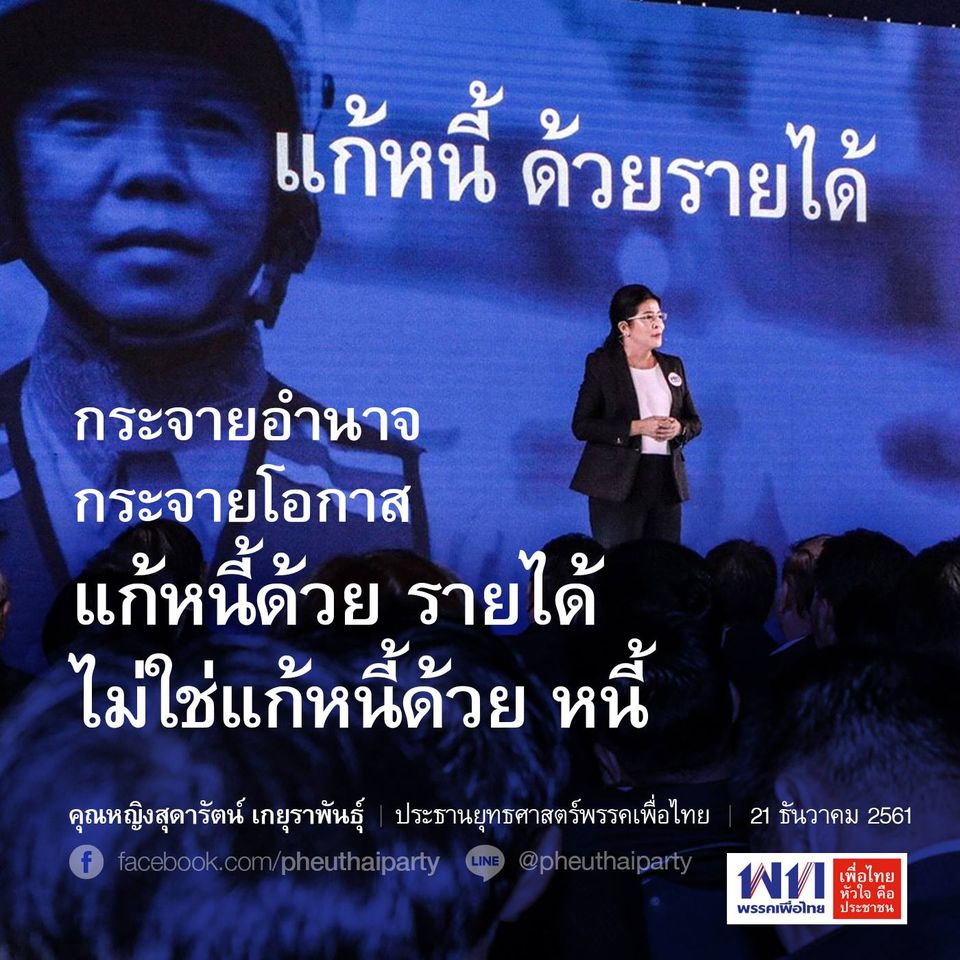 แก้หนี้ ด้วยรายได้
กระจายอำนาจ
กระจายโอกาส
แก้หนี้ด้วย รายได้
ไม่ใช่แก้หนี้ด้วย หนี้
คุณหญิงสุดารัตน์ เกยุราพันธุ์ | ประธานยุทธศาสตร์พรรคเพื่อไทย | 21 ธันวาคม 2561
facebook.com/pheuthaiparty LINE @pheuthaiparty
พท
พรรคเพื่อไทย
เพื่อไทย
หัวใจ คือ
ประชาชน